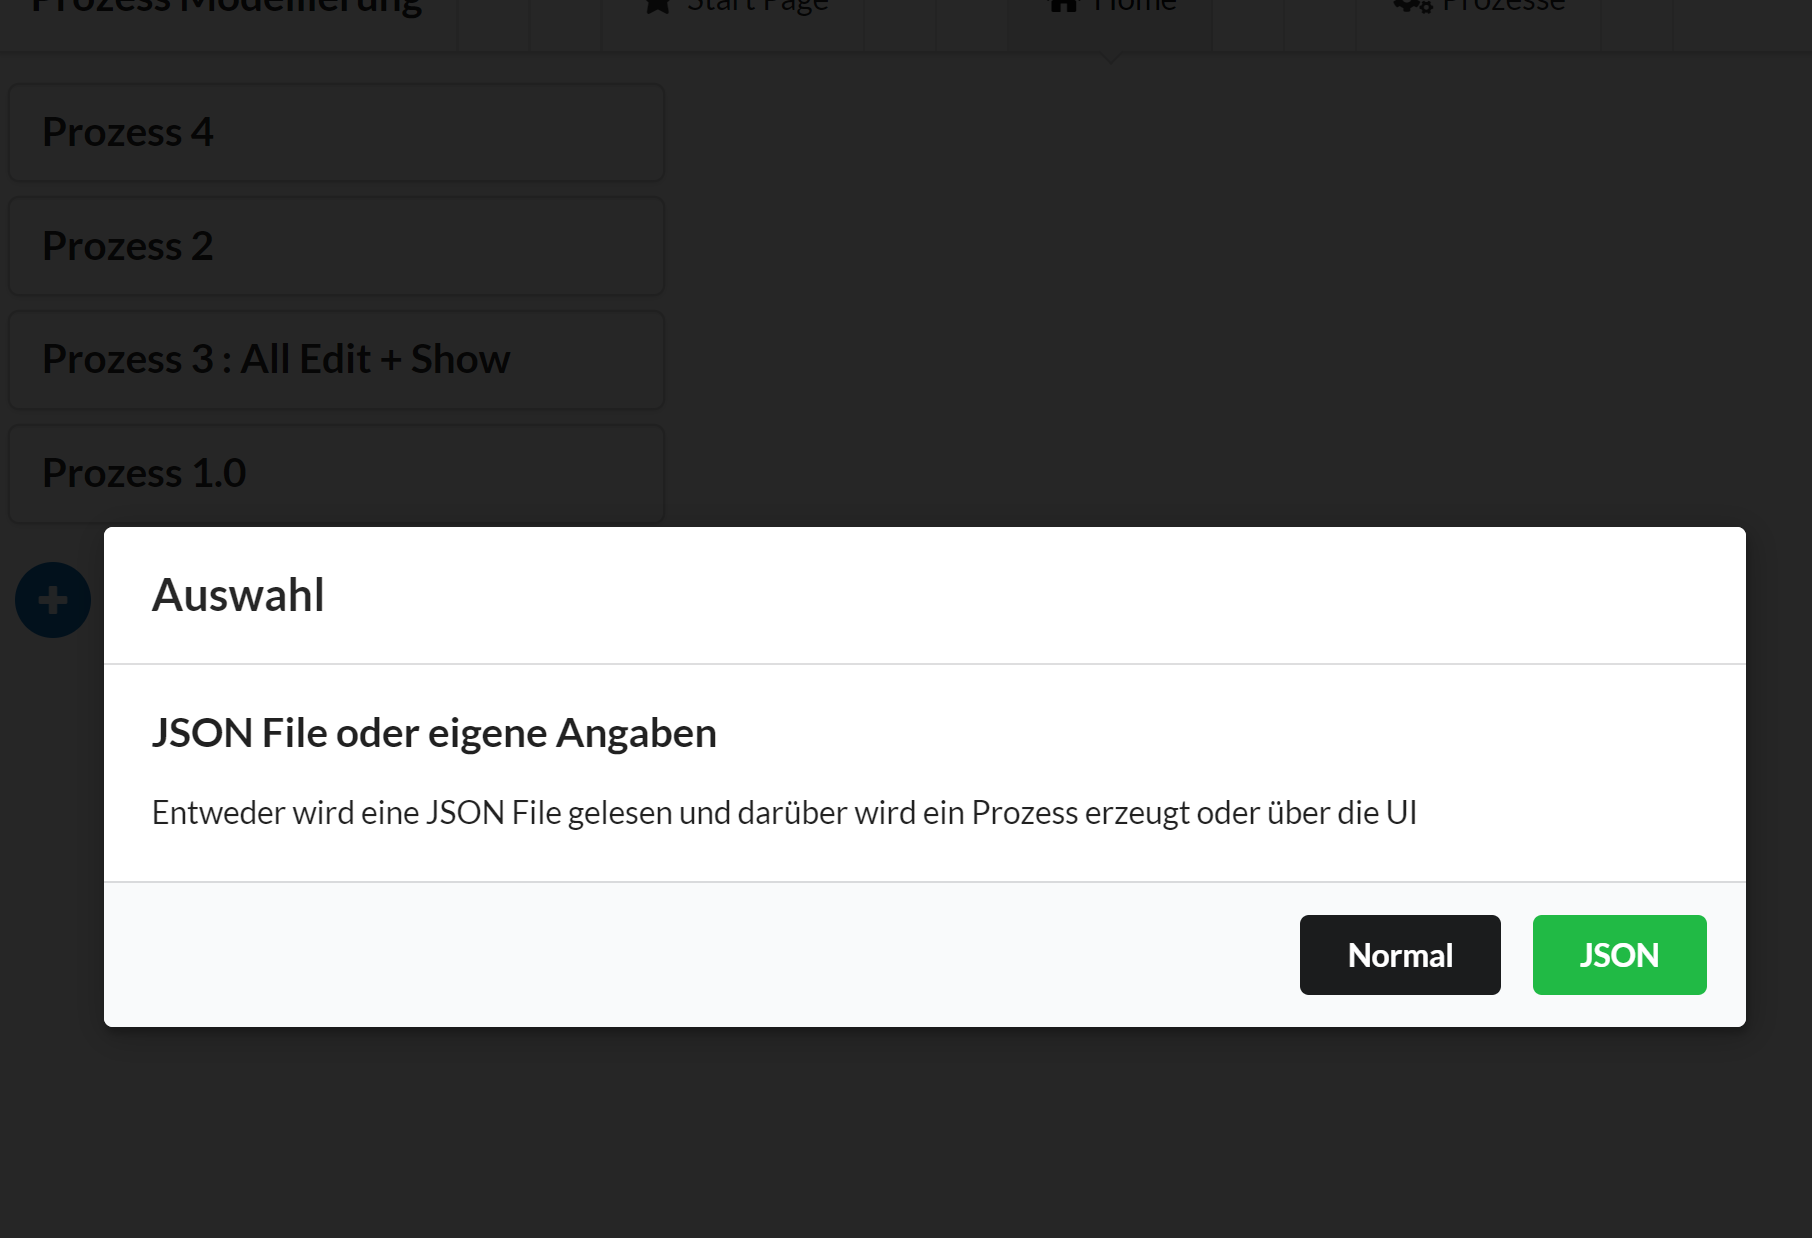 Prozess Modellierung
Start Page
Home
Prozesse
Prozess 4
Prozess 2
Prozess 3 : All Edit + Show
Prozess 1.0
Auswahl
JSON File oder eigene Angaben
Entweder wird eine JSON File gelesen und darüber wird ein Prozess erzeugt oder über die UI
Normal
JSON